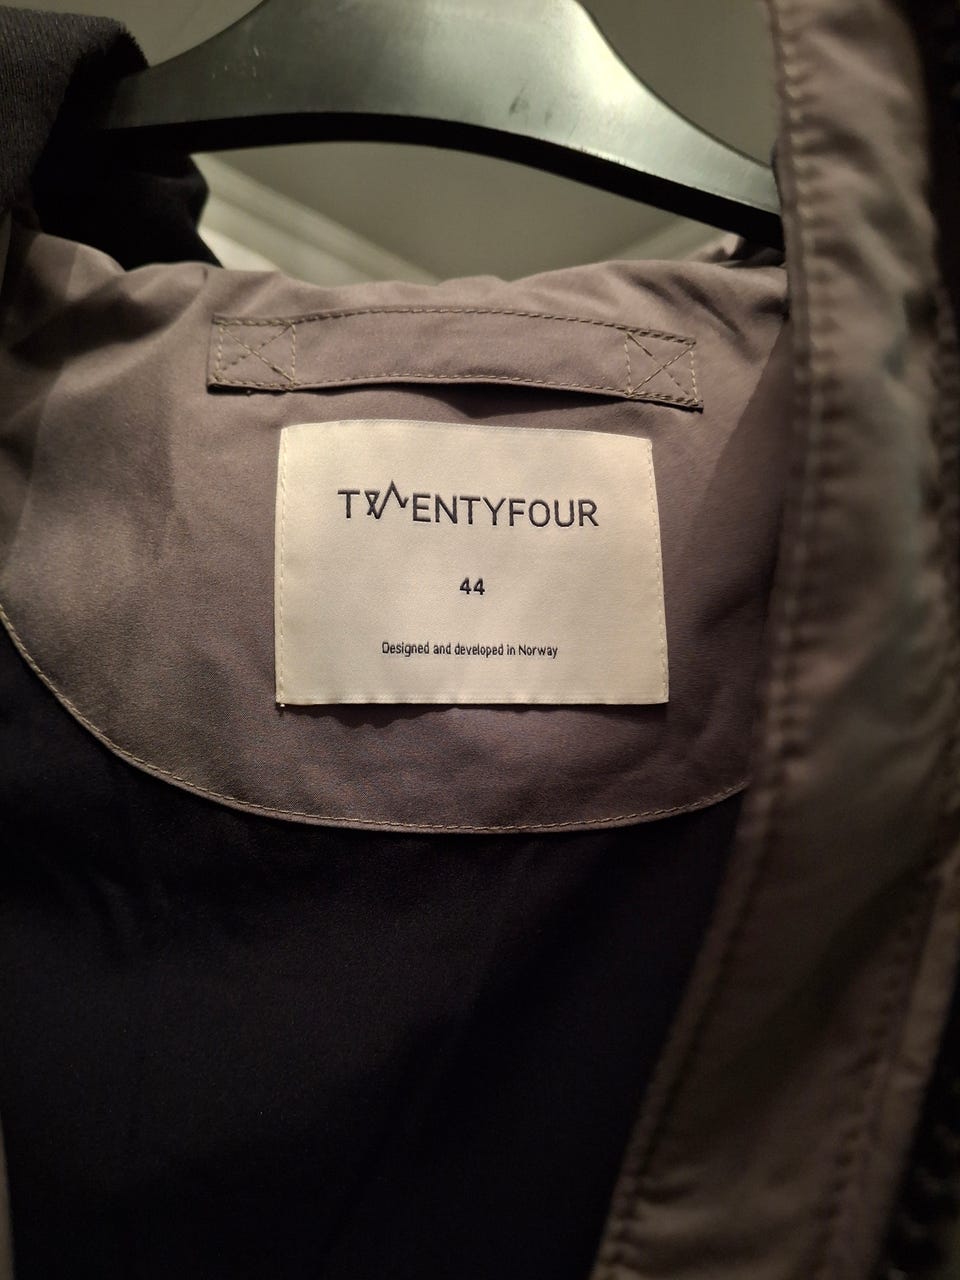 TWENTYFOUR
44
Designed and developed in Norway